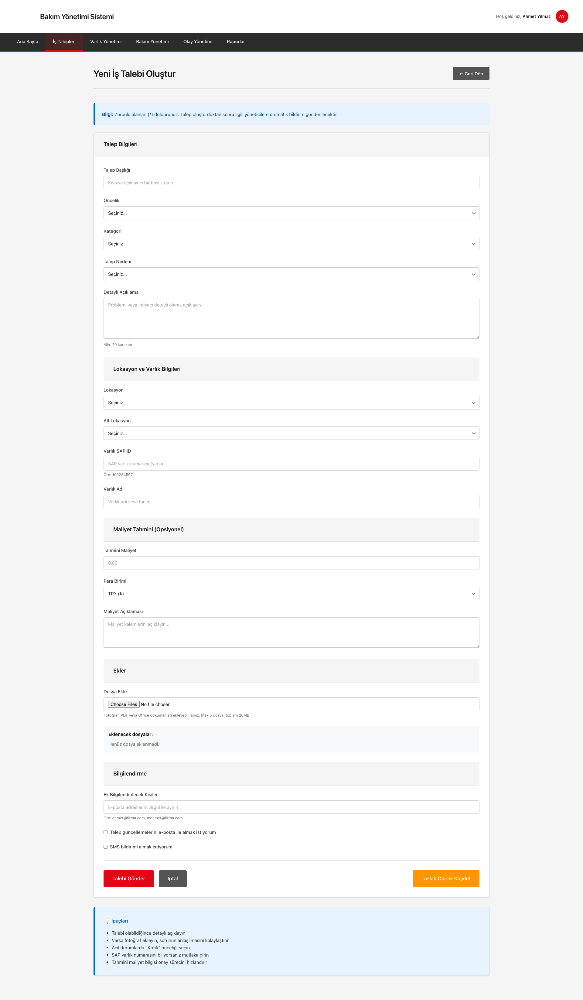 Bakım Yönetimi Sistemi
Hoş geldiniz, Ahmet Yılmaz
AY
Ana Sayfa
İş Talepleri
Varlık Yönetimi
Bakım Yönetimi
Olay Yönetimi
Raporlar
Yeni İş Talebi Oluştur
← Geri Dön
Bilgi: Zorunlu alanları (*) doldurunuz. Talep oluşturduktan sonra ilgili yöneticilere otomatik bildirim gönderilecektir.
Talep Bilgileri
Talep Başlığı
Kısa ve açıklayıcı bir başlık girin
Öncelik
Seçiniz...
Kategori
Seçiniz...
Talep Nedeni
Seçiniz...
Detaylı Açıklama
Problemi veya ihtiyacı detaylı olarak açıklayın...
Min. 20 karakter
Lokasyon ve Varlık Bilgileri
Lokasyon
Seçiniz...
Alt Lokasyon
Seçiniz...
Varlık SAP ID
SAP varlık numarası (varsa)
Örn: 100234567
Varlık Adı
Varlık adı veya tanımı
Maliyet Tahmini (Opsiyonel)
Tahmini Maliyet
0.00
Para Birimi
TRY (₺)
Maliyet Açıklaması
Maliyet kalemlerini açıklayın...
Ekler
Dosya Ekle
Choose Files No file chosen
Fotoğraf, PDF veya Office dokümanları ekleyebilirsiniz. Max 5 dosya, toplam 20MB
Eklenecek dosyalar:
Henüz dosya eklenmedi.
Bilgilendirme
Ek Bilgilendirilecek Kişiler
E-posta adreslerini virgül ile ayırın
Örn: ahmet@firma.com, mehmet@firma.com
Talep güncellemelerini e-posta ile almak istiyorum
SMS bildirimi almak istiyorum
Talebi Gönder
İptal
Taslak Olarak Kaydet
💡 İpuçları
• Talebi olabildiğince detaylı açıklayın
• Varsa fotoğraf ekleyin, sorunun anlaşılmasını kolaylaştırır
• Acil durumlarda "Kritik" önceliği seçin
• SAP varlık numarasını biliyorsanız mutlaka girin
• Tahmini maliyet bilgisi onay sürecini hızlandırır